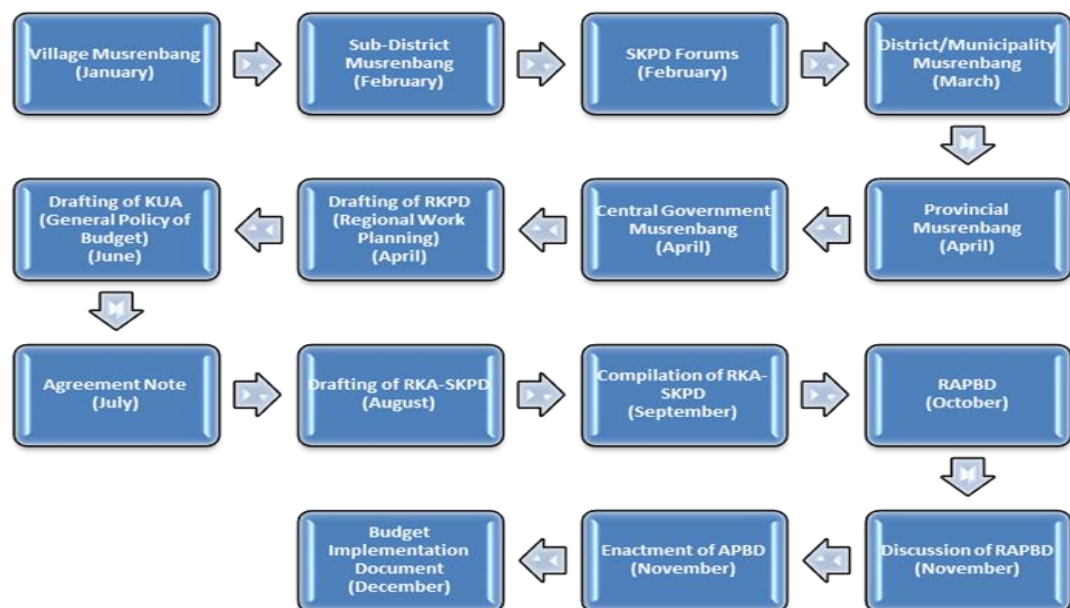 Village Musrenbang
(January)
Sub-District
Musrenbang
(February)
SKPD Forums
(February)
District/Municipality
Musrenbang
(March)
Drafting of KUA
(General Policy of
Budget)
(June)
Drafting of RKPD
(Regional Work
Planning)
(April)
Central Government
Musrenbang
(April)
Provincial
Musrenbang
(April)
Agreement Note
(July)
Drafting of RKA-SKPD
(August)
Compilation of RKA-
SKPD
(September)
RAPBD
(October)
Budget
Implementation
Document
(December)
Enactment of APBD
(November)
Discussion of RAPBD
(November)